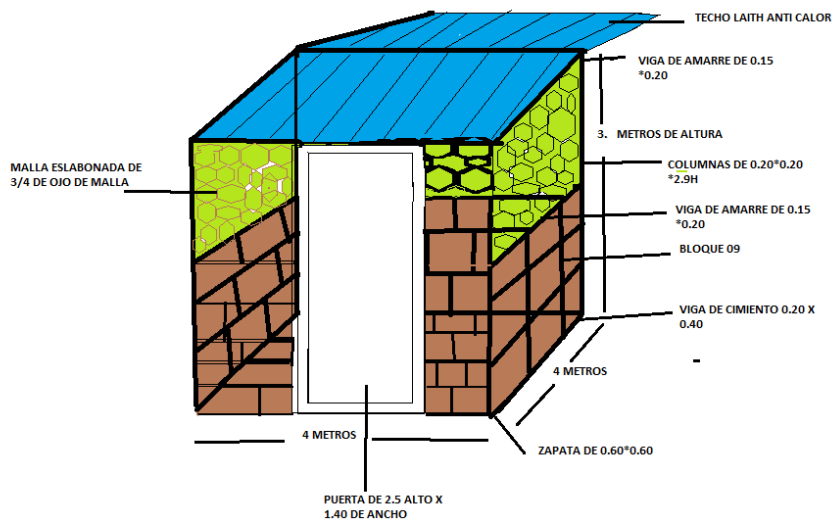 TECHO LAITH ANTI CALOR
VIGA DE AMARRE DE 0.15
*0.20
3. METROS DE ALTURA
MALLA ESLABONADA DE
3/4 DE OJO DE MALLA
COLUMNAS DE 0.20*0.20
*2.9H
VIGA DE AMARRE DE 0.15
*0.20
BLOQUE 09
VIGA DE CIMIENTO 0.20 X
0.40
4 METROS
4 METROS
ZAPATA DE 0.60*0.60
PUERTA DE 2.5 ALTO X
1.40 DE ANCHO